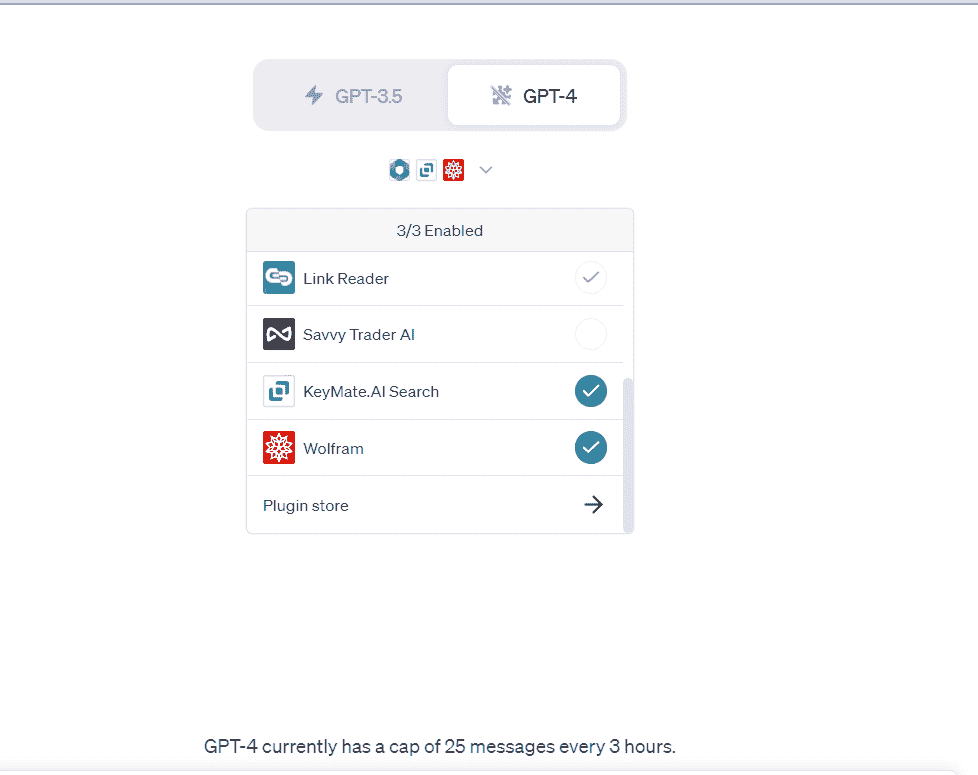 GPT-3.5
GPT-4
3/3 Enabled
Link Reader
Savvy Trader AI
KeyMate.AI Search
Wolfram
Plugin store
GPT-4 currently has a cap of 25 messages every 3 hours.